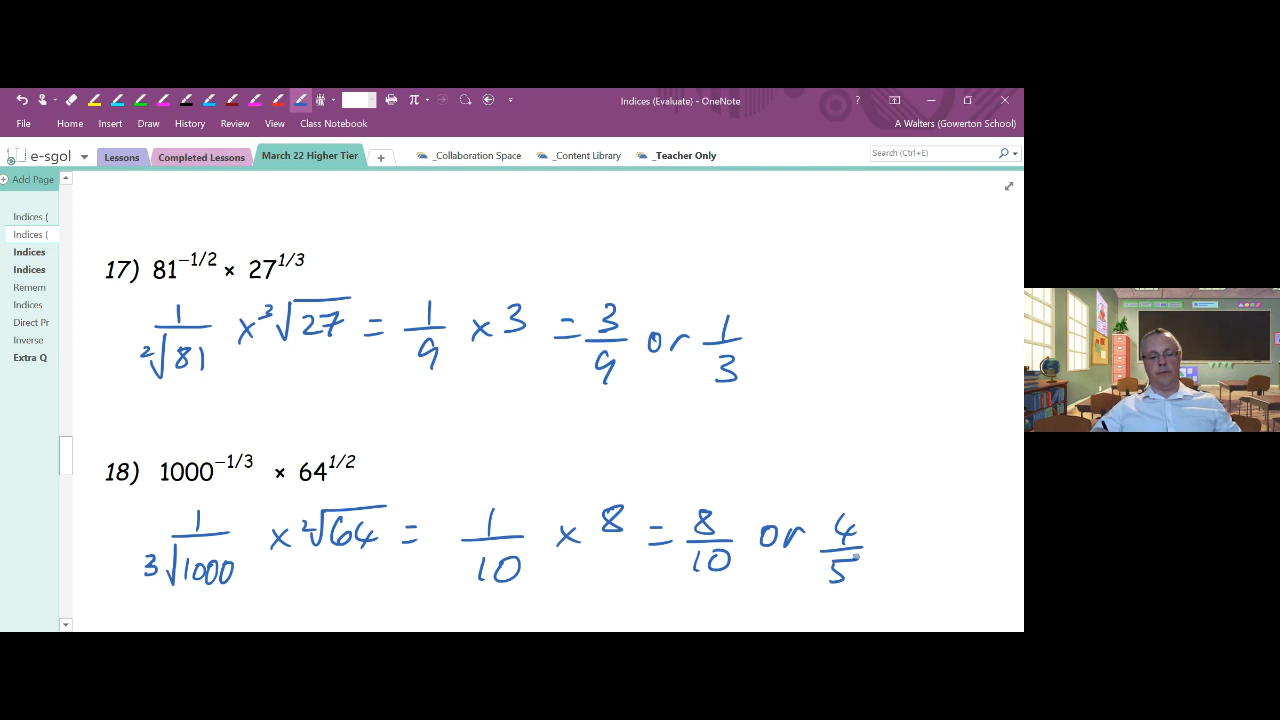 Indices (Evaluate) - OneNote
?
File Home Insert Draw History Review View Class Notebook
A Walters (Gowerton School)
e-sgol
Lessons
Completed Lessons
March 22 Higher Tier
+
_Collaboration Space
_Content Library
_Teacher Only
Search (Ctrl+E)
Add Page
Indices (
Indices (
Indices
Indices
Remem
Indices
Direct Pr
Inverse
Extra Q
17) 81^−1/2 × 27^1/3
1/²√81 × ³√27 = 1/9 × 3 = 3/9 or 1/3
18) 1000^−1/3 × 64^1/2
1/3√1000 × ²√64 = 1/10 × 8 = 8/10 or 4/5